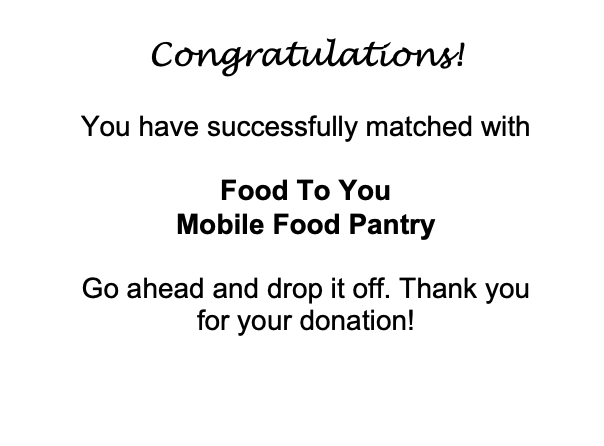 Congratulations!
You have successfully matched with
Food To You
Mobile Food Pantry
Go ahead and drop it off. Thank you
for your donation!